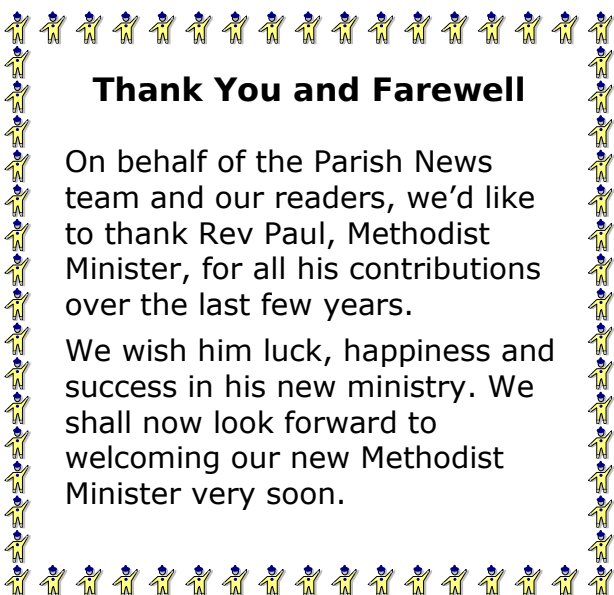 Thank You and Farewell
On behalf of the Parish News
team and our readers, we’d like
to thank Rev Paul, Methodist
Minister, for all his contributions
over the last few years.
We wish him luck, happiness and
success in his new ministry. We
shall now look forward to
welcoming our new Methodist
Minister very soon.